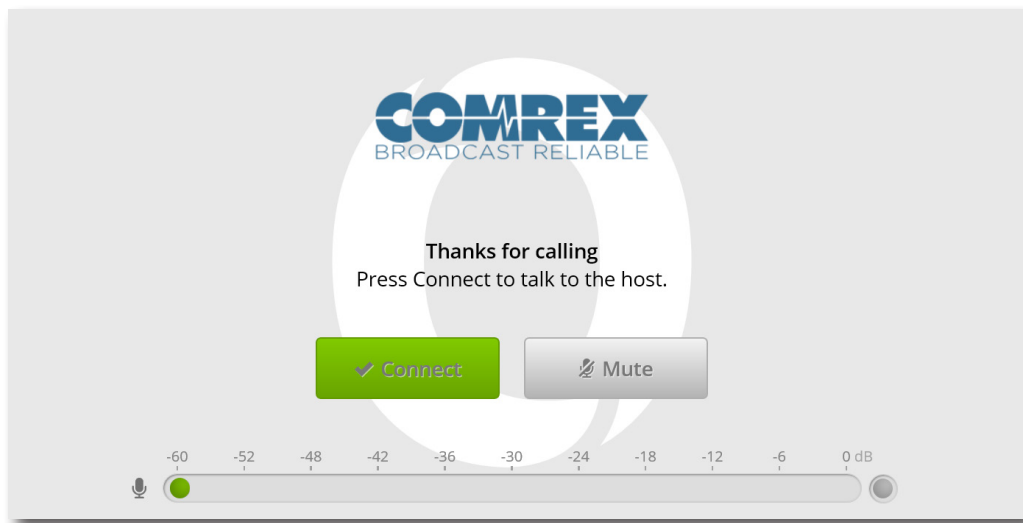 COMREX
BROADCAST RELIABLE
Thanks for calling
Press Connect to talk to the host.
Connect Mute
-60 -52 -48 -42 -36 -30 -24 -18 -12 -6 0 dB